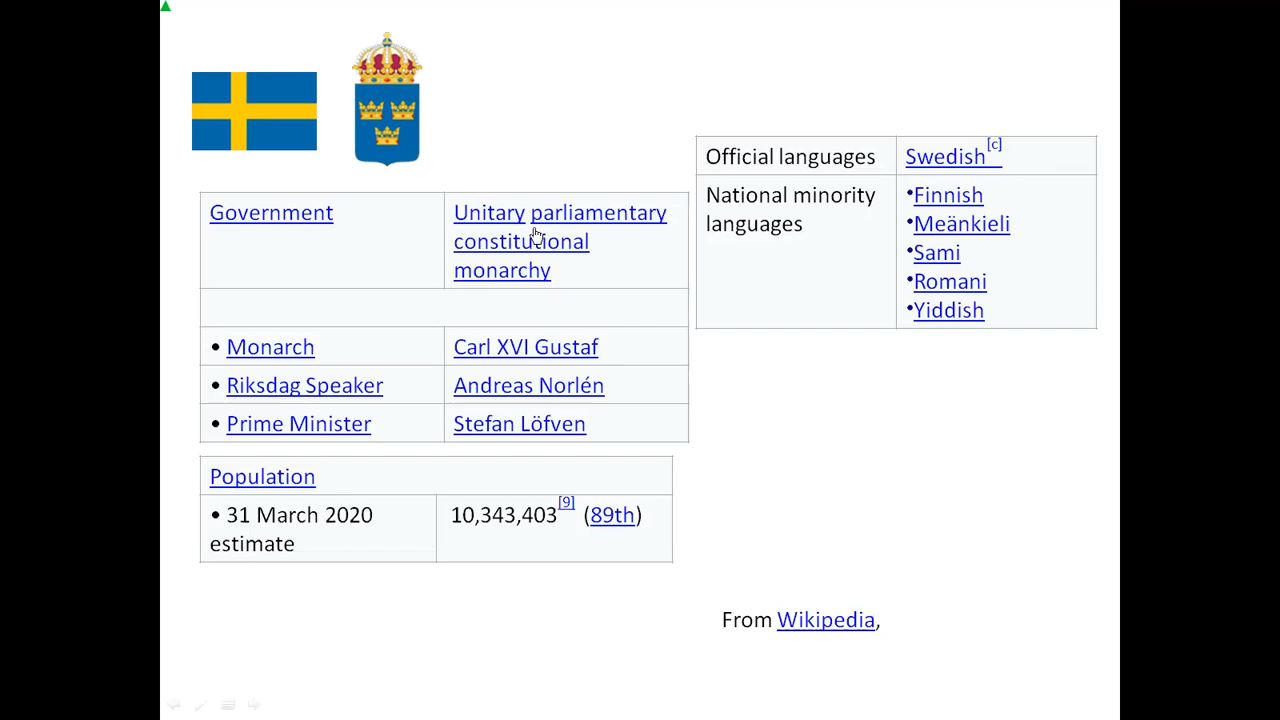 Government
Unitary parliamentary
constitutional
monarchy
• Monarch
Carl XVI Gustaf
• Riksdag Speaker
Andreas Norlén
• Prime Minister
Stefan Löfven
Population
• 31 March 2020
estimate
10,343,403[9] (89th)
Official languages
Swedish[c]
National minority
languages
•Finnish
•Meänkieli
•Sami
•Romani
•Yiddish
From Wikipedia,